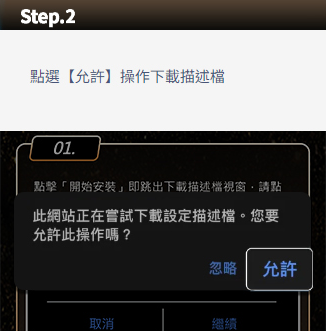 Step.2
點選【允許】操作下載描述檔
01.
點擊「開始安裝」即跳出下載描述檔視窗，請點
此網站正在嘗試下載設定描述檔。您要
允許此操作嗎？
忽略 允許
取消 繼續